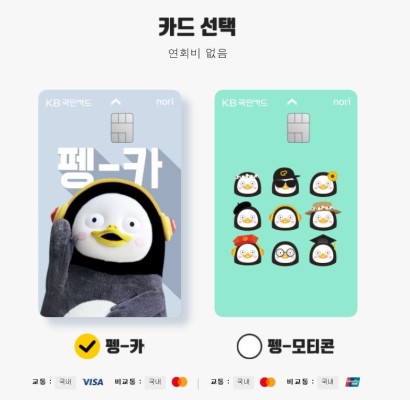 카드 선택
연회비 없음
KB국민카드 nori
펭-카
KB국민카드 nori
펭-카
펭-모티콘
교통 : 국내 VISA 비교통 : 국내
교통 : 국내 비교통 : 국내